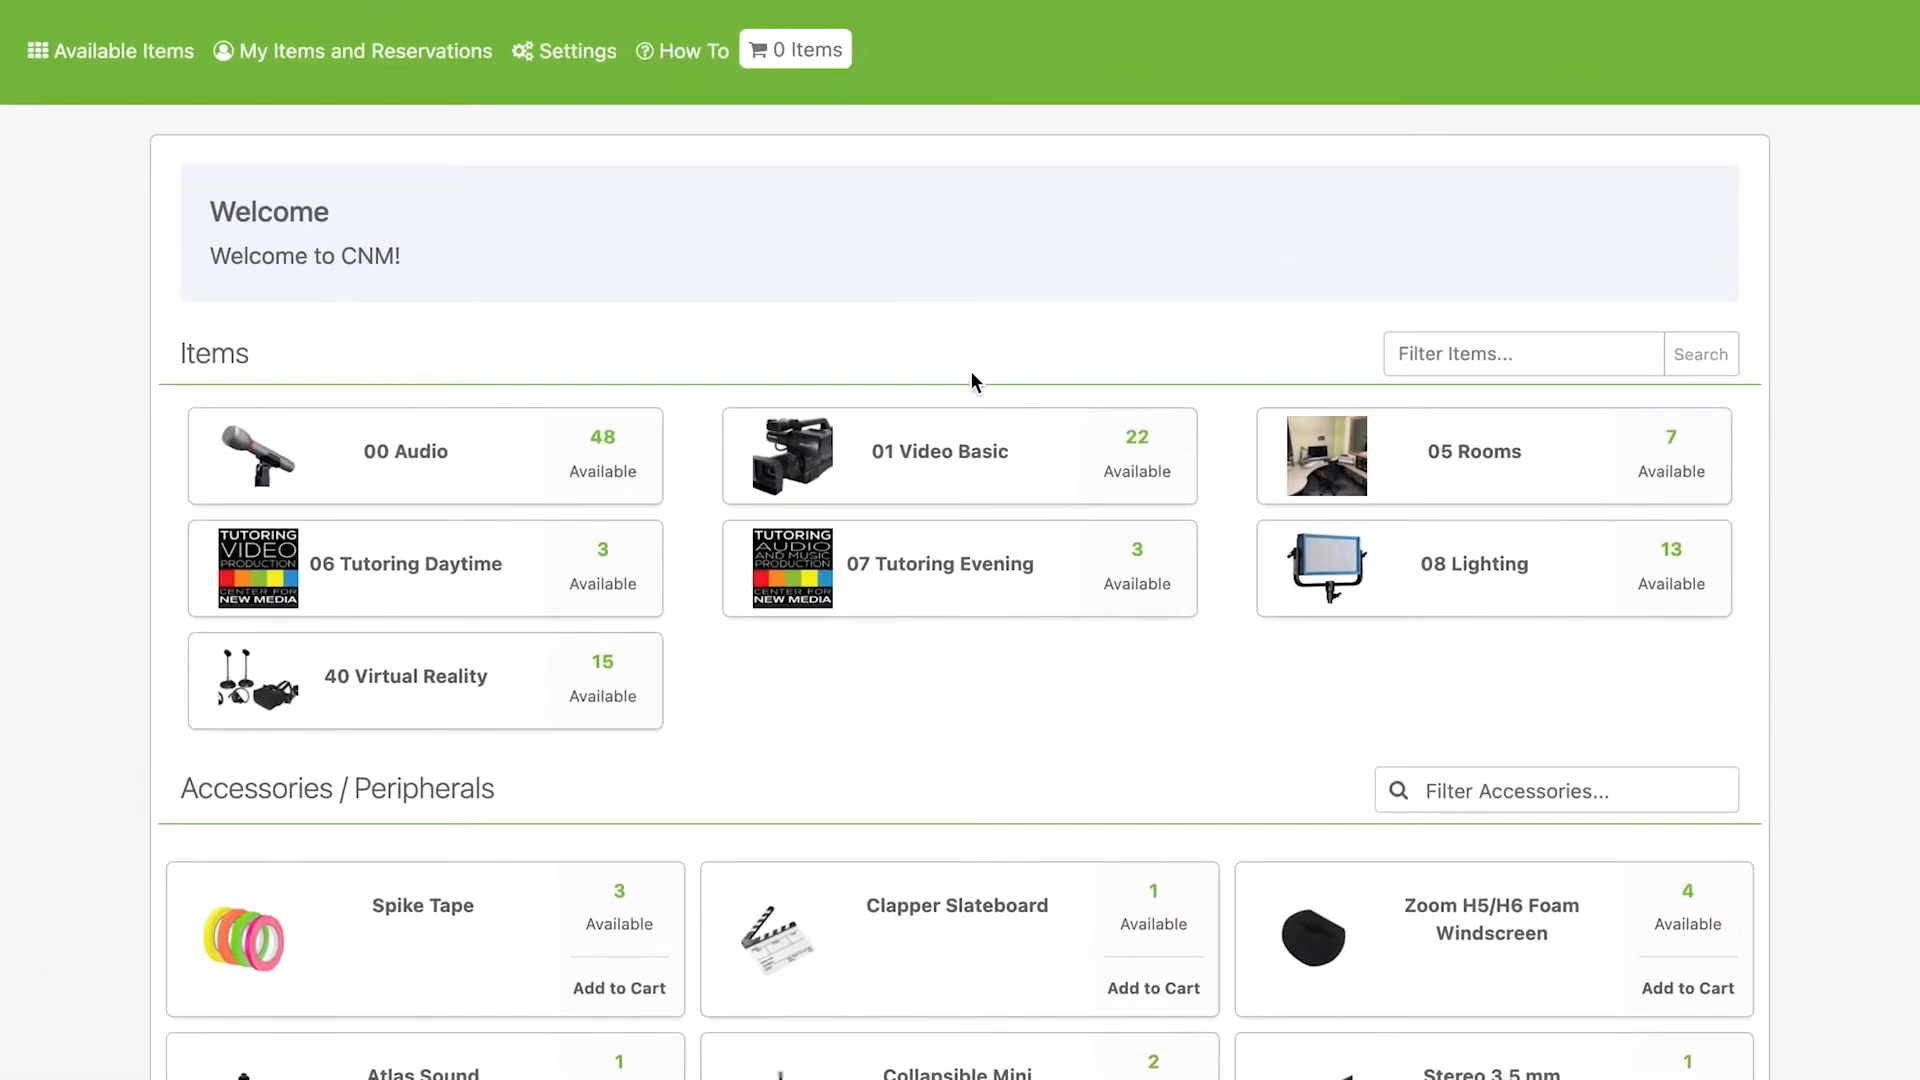 Available Items
My Items and Reservations
Settings
How To
0 Items
Welcome
Welcome to CNM!
Items
Filter Items...
Search
00 Audio
48
Available
01 Video Basic
22
Available
05 Rooms
7
Available
TUTORING
VIDEO
PRODUCTION
CENTER FOR
NEW MEDIA
06 Tutoring Daytime
3
Available
TUTORING
AUDIO
AND MUSIC
PRODUCTION
CENTER FOR
NEW MEDIA
07 Tutoring Evening
3
Available
08 Lighting
13
Available
40 Virtual Reality
15
Available
Accessories / Peripherals
Filter Accessories...
Spike Tape
3
Available
Add to Cart
Clapper Slateboard
1
Available
Add to Cart
Zoom H5/H6 Foam
Windscreen
4
Available
Add to Cart
Atlas Sound
1
Collapsible Mini
2
Stereo 3.5 mm
1